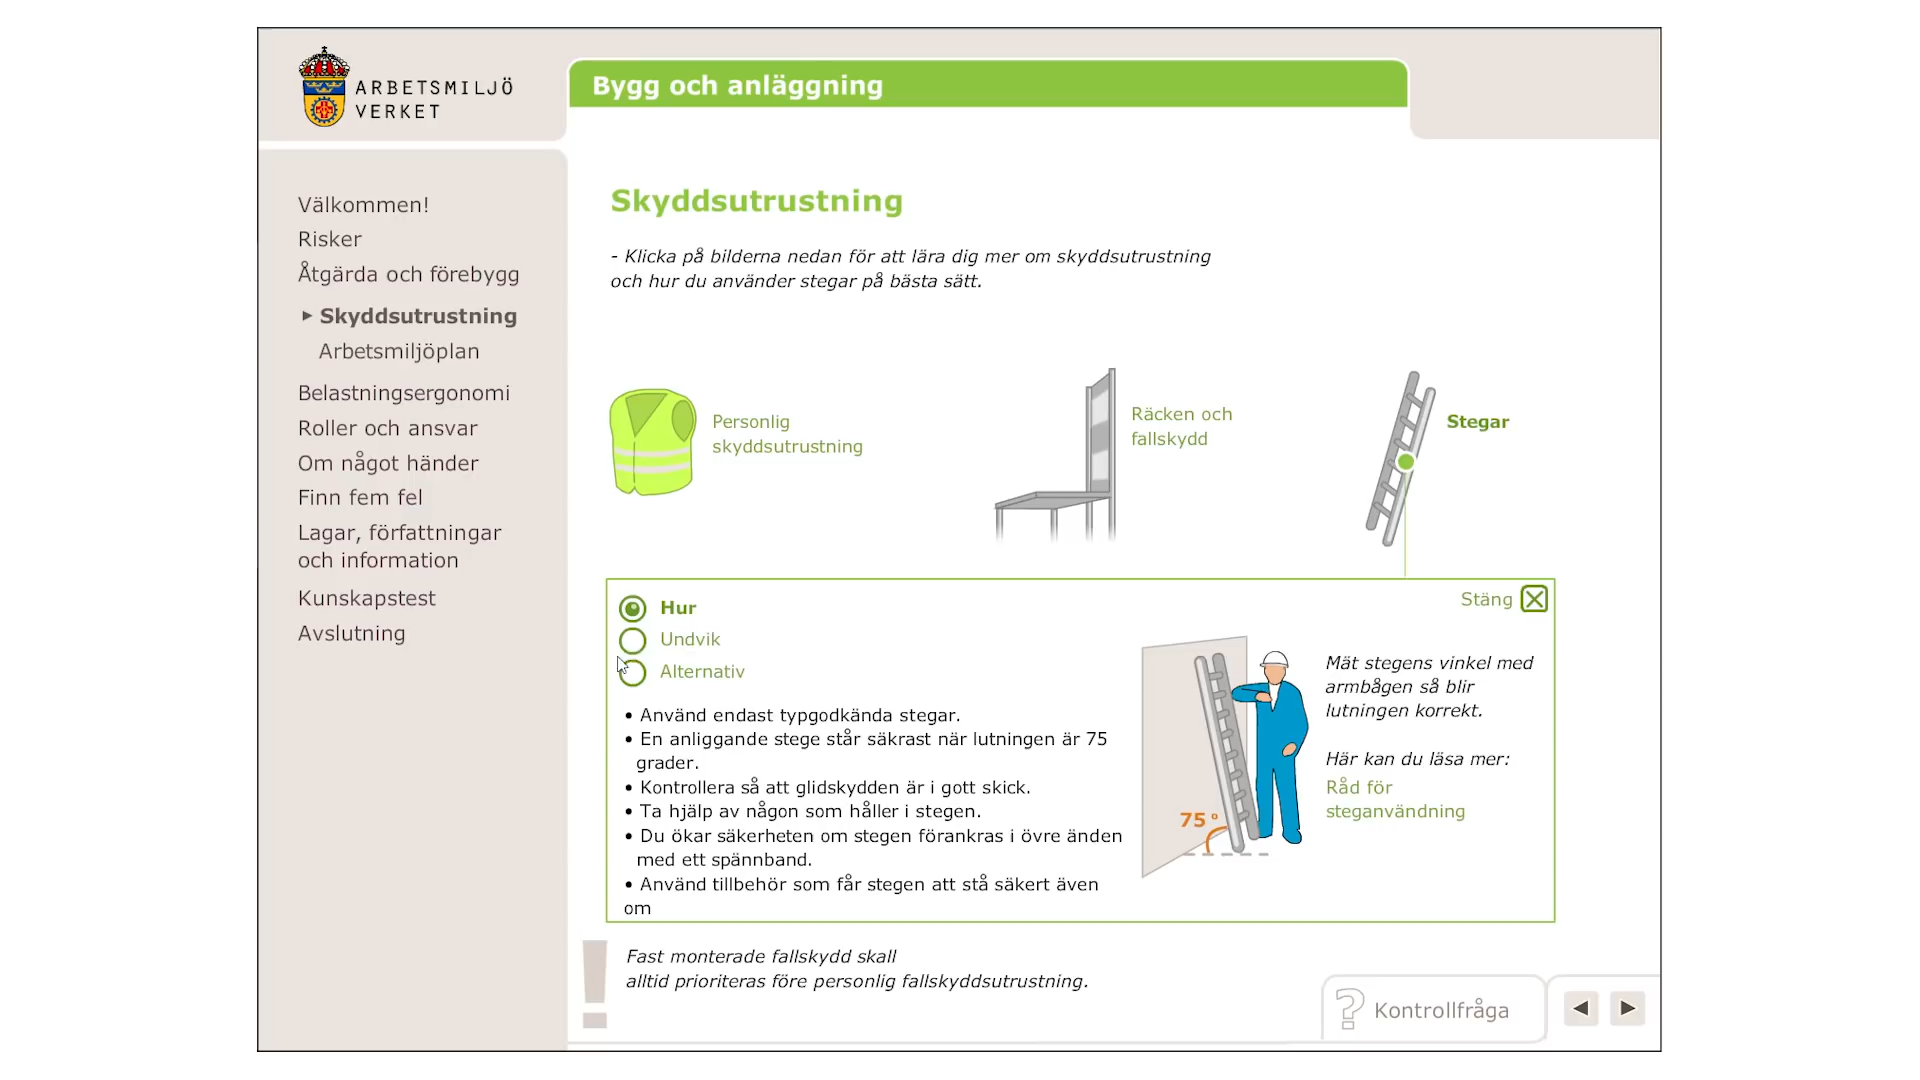 ARBETSMILJÖ
VERKET
Bygg och anläggning
Välkommen!
Risker
Åtgärda och förebygg
Skyddsutrustning
Arbetsmiljöplan
Belastningsergonomi
Roller och ansvar
Om något händer
Finn fem fel
Lagar, författningar
och information
Kunskapstest
Avslutning
Skyddsutrustning
- Klicka på bilderna nedan för att lära dig mer om skyddsutrustning
och hur du använder stegar på bästa sätt.
Personlig
skyddsutrustning
Räcken och
fallskydd
Stegar
Stäng
Hur
Undvik
Alternativ
• Använd endast typgodkända stegar.
• En anliggande stege står säkrast när lutningen är 75
grader.
• Kontrollera så att glidskydden är i gott skick.
• Ta hjälp av någon som håller i stegen.
• Du ökar säkerheten om stegen förankras i övre änden
med ett spännband.
• Använd tillbehör som får stegen att stå säkert även
om
75°
Mät stegens vinkel med
armbågen så blir
lutningen korrekt.
Här kan du läsa mer:
Råd för
steganvändning
! Fast monterade fallskydd skall
alltid prioriteras före personlig fallskyddsutrustning.
? Kontrollfråga